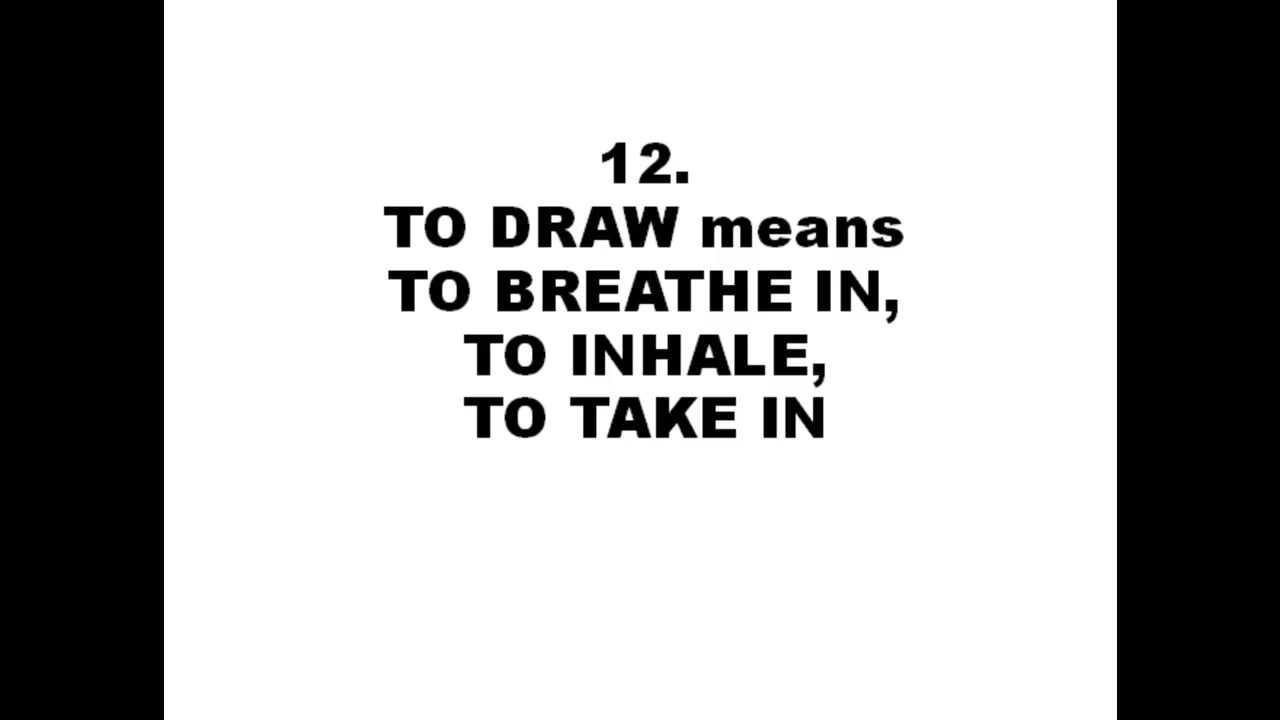 12.
TO DRAW means
TO BREATHE IN,
TO INHALE,
TO TAKE IN